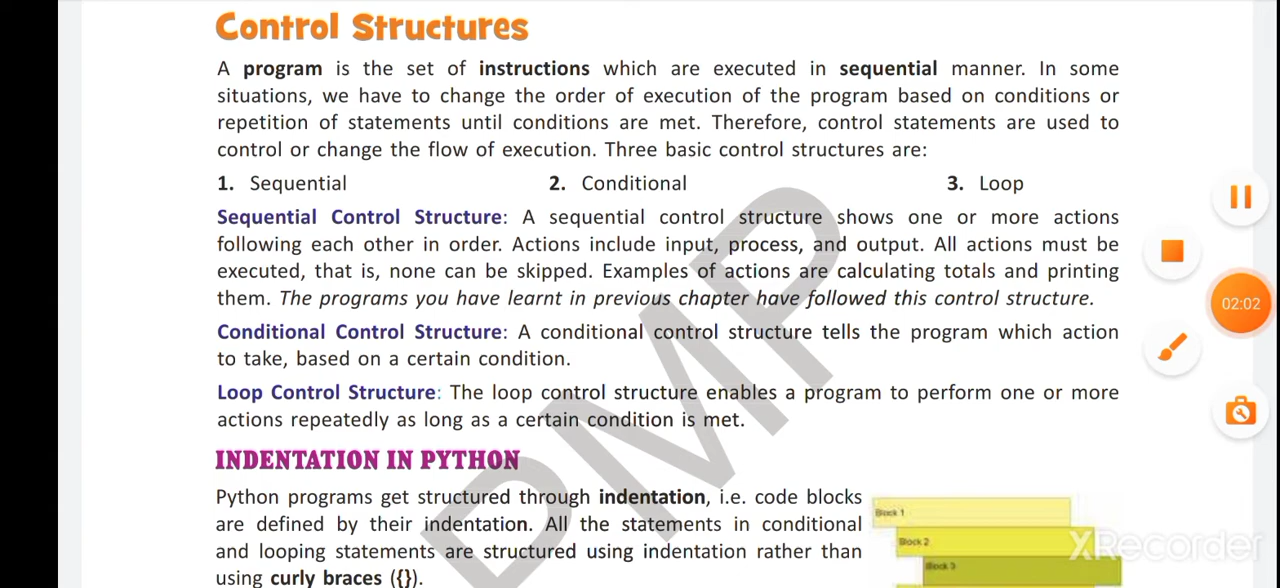 Control Structures
A program is the set of instructions which are executed in sequential manner. In some
situations, we have to change the order of execution of the program based on conditions or
repetition of statements until conditions are met. Therefore, control statements are used to
control or change the flow of execution. Three basic control structures are:
1. Sequential 2. Conditional 3. Loop
Sequential Control Structure: A sequential control structure shows one or more actions
following each other in order. Actions include input, process, and output. All actions must be
executed, that is, none can be skipped. Examples of actions are calculating totals and printing
them. The programs you have learnt in previous chapter have followed this control structure.
Conditional Control Structure: A conditional control structure tells the program which action
to take, based on a certain condition.
Loop Control Structure: The loop control structure enables a program to perform one or more
actions repeatedly as long as a certain condition is met.
INDENTATION IN PYTHON
Python programs get structured through indentation, i.e. code blocks
are defined by their indentation. All the statements in conditional
and looping statements are structured using indentation rather than
using curly braces ({}).
Block 1
Block 2
Block 3
PMP
02:02
XRecorder